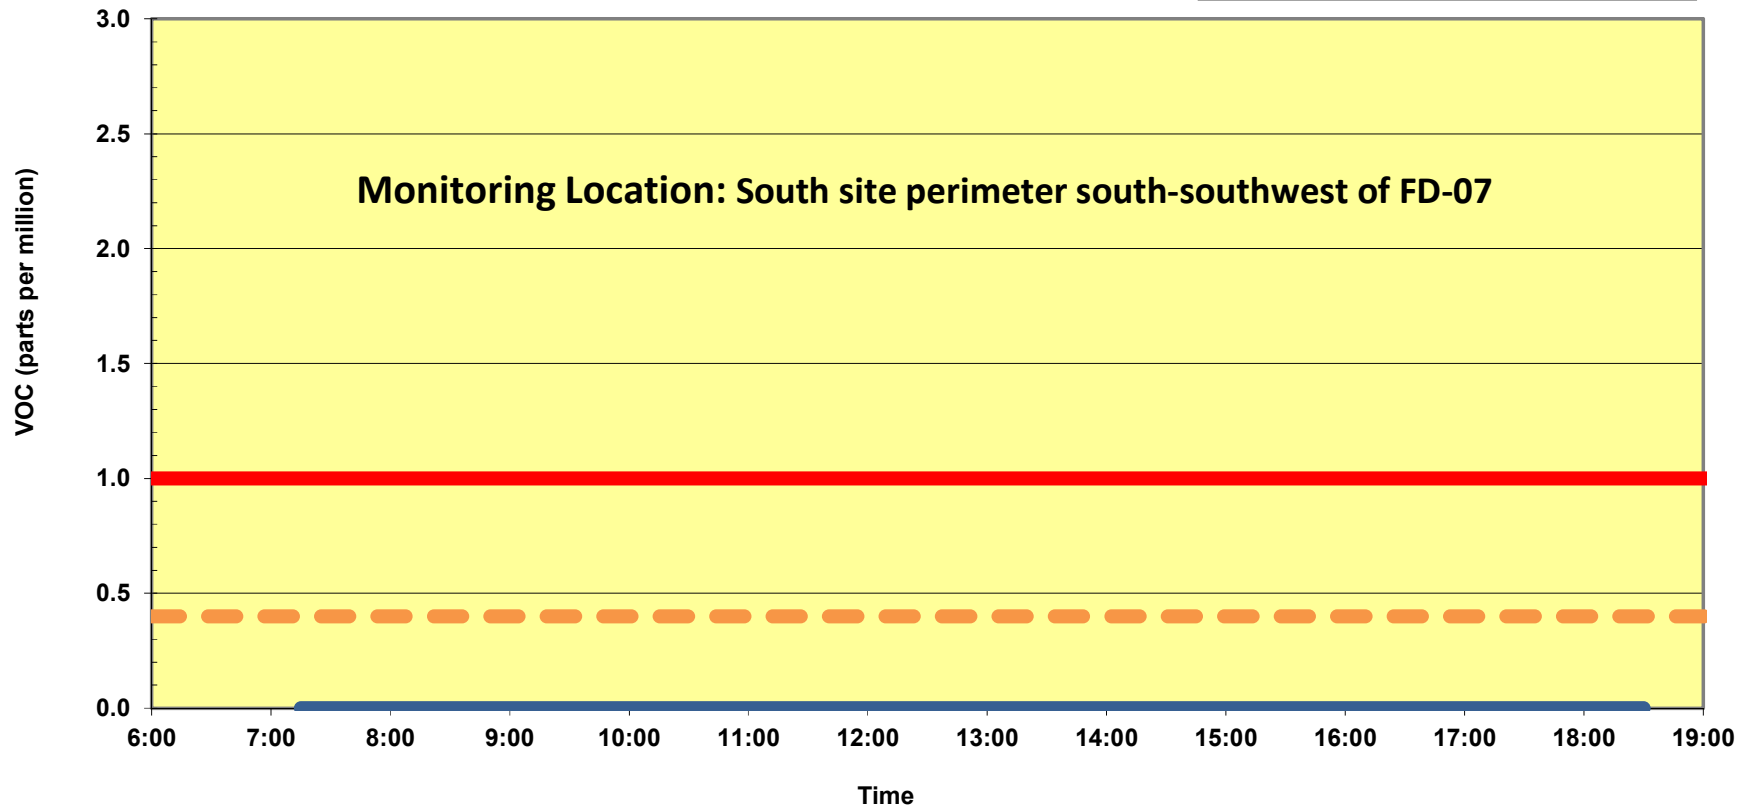 3.0
2.5
2.0
1.5
1.0
0.5
0.0
VOC (parts per million)
Monitoring Location: South site perimeter south-southwest of FD-07
6:00 7:00 8:00 9:00 10:00 11:00 12:00 13:00 14:00 15:00 16:00 17:00 18:00 19:00
Time